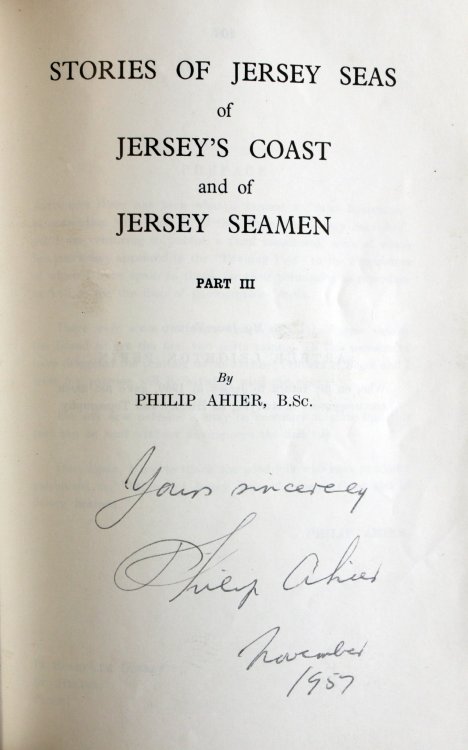 STORIES OF JERSEY SEAS
of
JERSEY'S COAST
and of
JERSEY SEAMEN
PART III
By
PHILIP AHIER, B.Sc.
Yours sincerely
Philip Ahier
November
1957